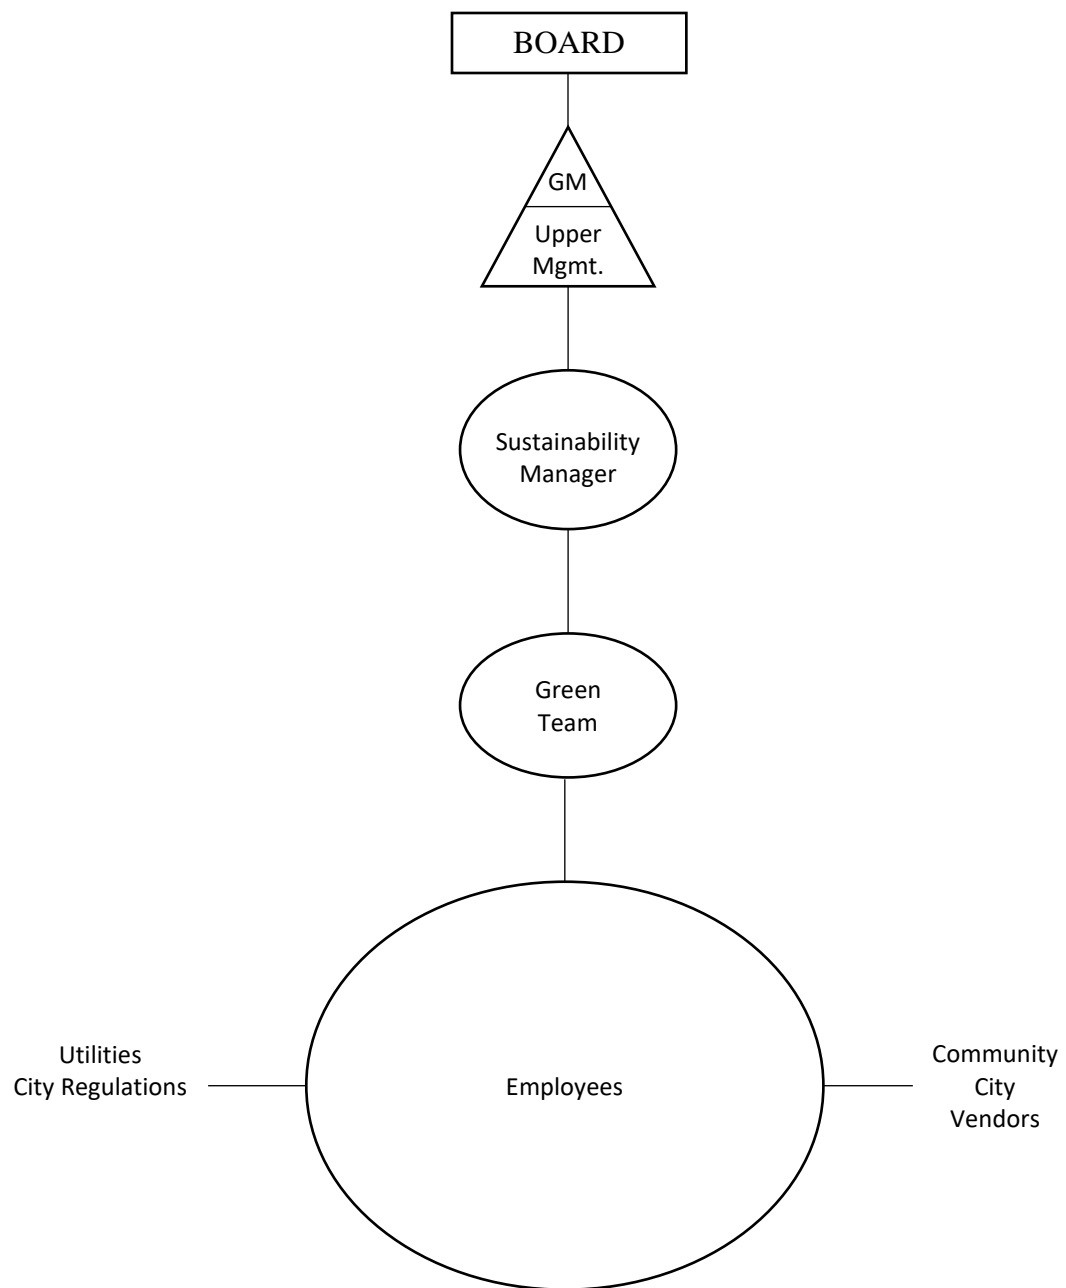 BOARD
GM
Upper
Mgmt.
Sustainability
Manager
Green
Team
Utilities
City Regulations
Employees
Community
City
Vendors